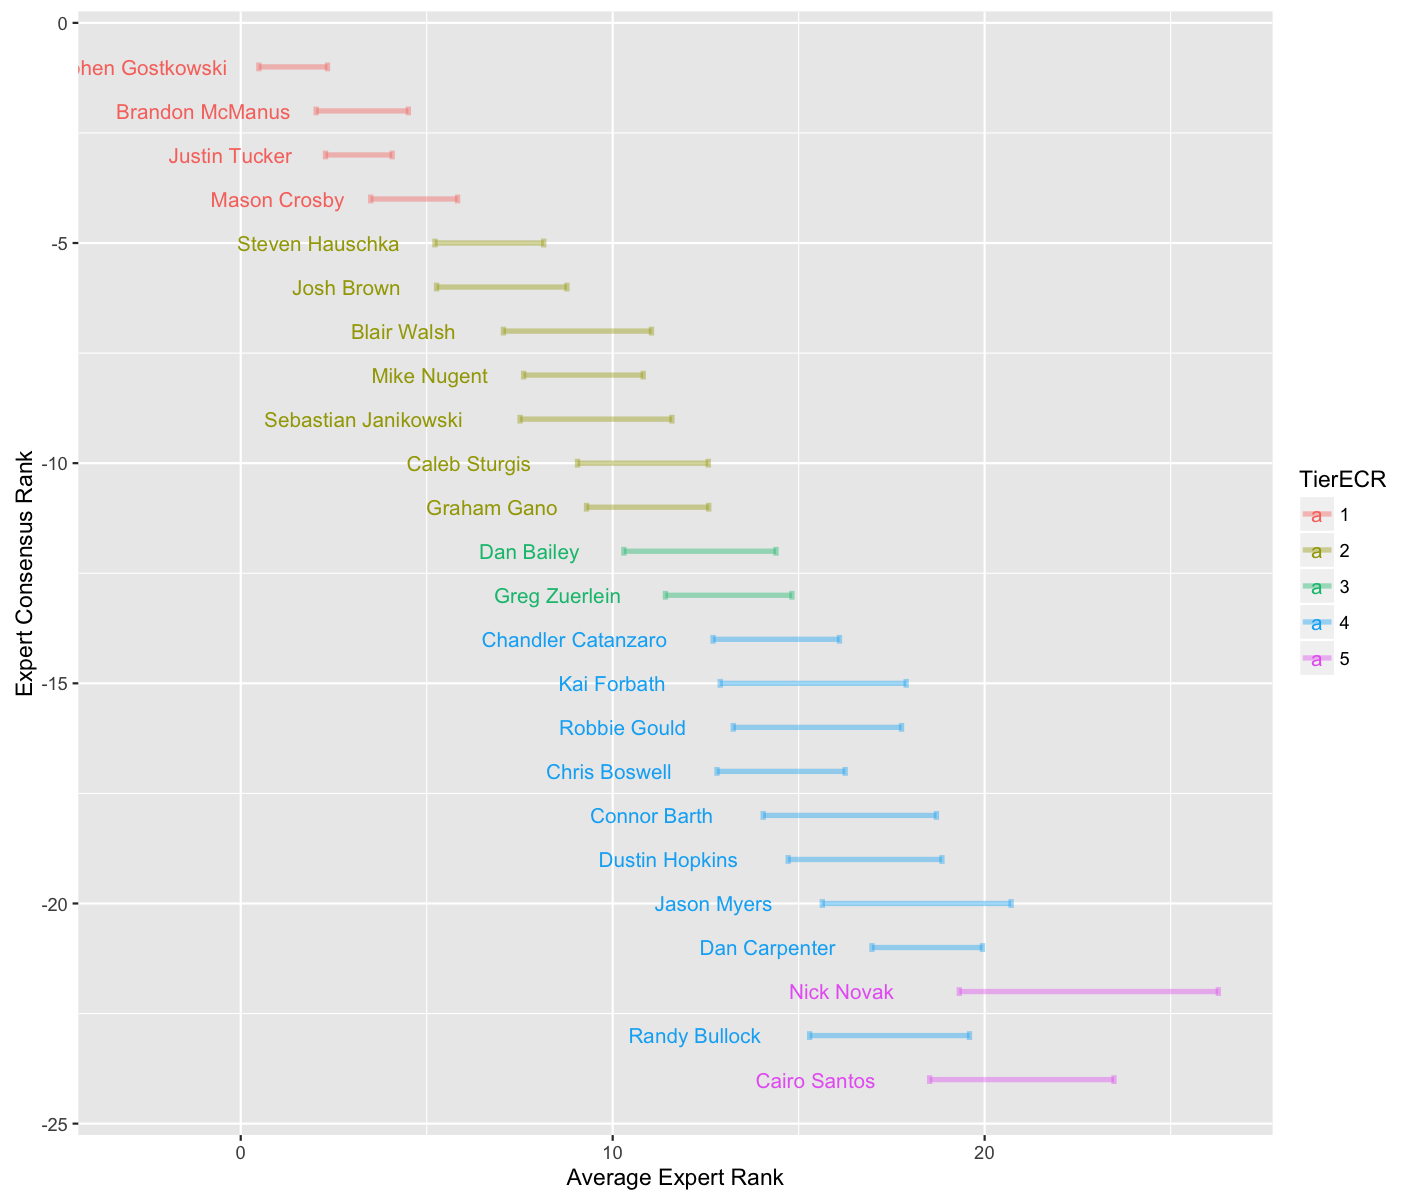 0
hen Gostkowski
Brandon McManus
Justin Tucker
Mason Crosby
-5
Steven Hauschka
Josh Brown
Blair Walsh
Mike Nugent
Sebastian Janikowski
-10
Caleb Sturgis
Graham Gano
Dan Bailey
Greg Zuerlein
Chandler Catanzaro
-15
Kai Forbath
Robbie Gould
Chris Boswell
Connor Barth
Dustin Hopkins
-20
Jason Myers
Dan Carpenter
Nick Novak
Randy Bullock
Cairo Santos
-25
0 10 20
Average Expert Rank
Expert Consensus Rank
TierECR
a 1
a 2
a 3
a 4
a 5